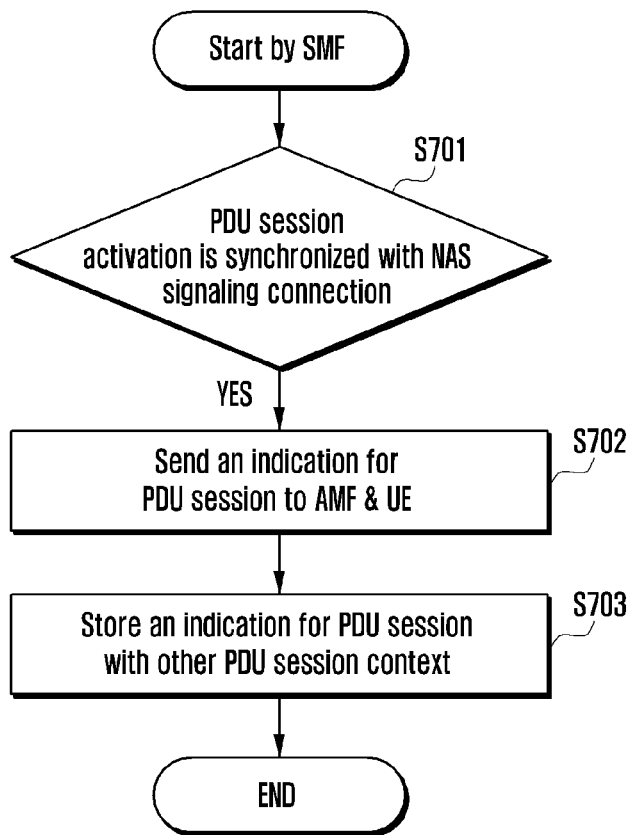 Start by SMF
S701
PDU session
activation is synchronized with NAS
signaling connection
YES
S702
Send an indication for
PDU session to AMF & UE
S703
Store an indication for PDU session
with other PDU session context
END